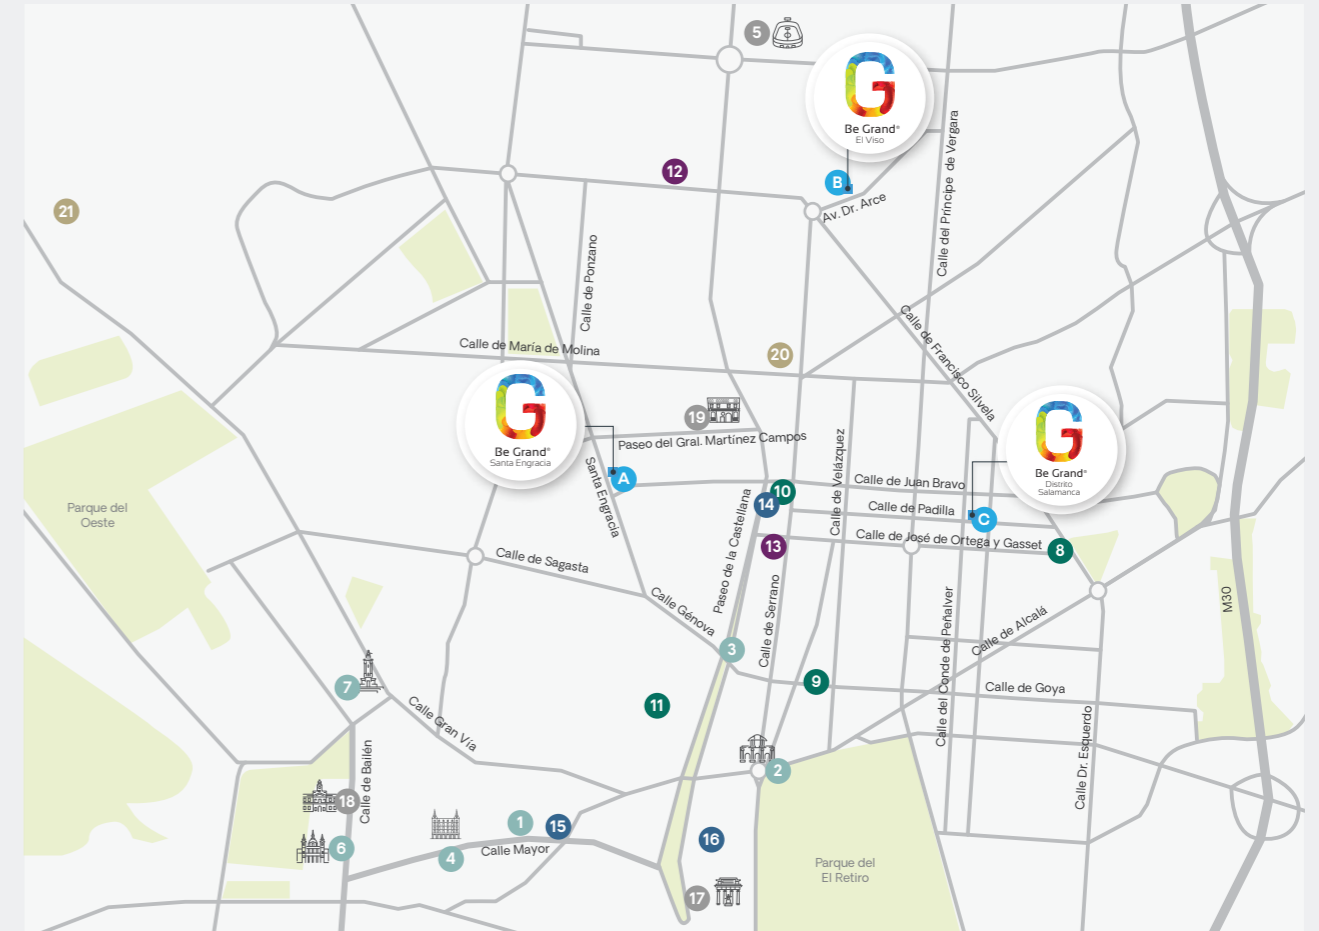 5
Be Grand®
El Viso
12
B
21
Av. Dr. Arce
Calle del Príncipe de Vergara
Calle de Ponzano
Calle de Francisco Silvela
Calle de María de Molina
20
19
Be Grand®
Santa Engracia
Paseo del Gral. Martínez Campos
Be Grand®
Distrito
Salamanca
A
Santa Engracia
Calle de Velázquez
Calle de Juan Bravo
10
14
Calle de Padilla
C
Parque del
Oeste
Paseo de la Castellana
13
Calle de José de Ortega y Gasset
8
Calle de Sagasta
Calle Génova
Calle de Serrano
M30
3
Calle del Conde de Peñalver
Calle de Alcalá
7
11
9
Calle de Goya
Calle Gran Vía
Calle de Bailén
2
Calle Dr. Esquerdo
18
1
15
16
6
4
Calle Mayor
Parque del
El Retiro
17